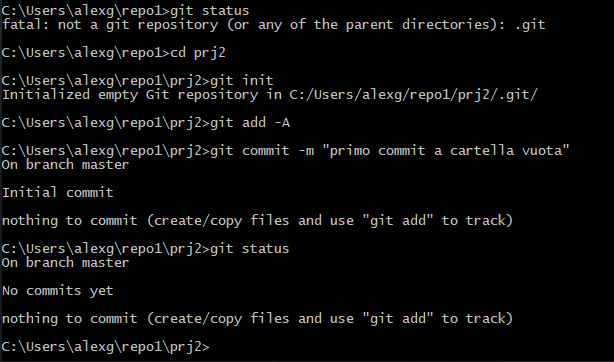 C:\Users\alexg\repo1>git status
fatal: not a git repository (or any of the parent directories): .git
C:\Users\alexg\repo1>cd prj2
C:\Users\alexg\repo1\prj2>git init
Initialized empty Git repository in C:/Users/alexg/repo1/prj2/.git/
C:\Users\alexg\repo1\prj2>git add -A
C:\Users\alexg\repo1\prj2>git commit -m "primo commit a cartella vuota"
On branch master
Initial commit
nothing to commit (create/copy files and use "git add" to track)
C:\Users\alexg\repo1\prj2>git status
On branch master
No commits yet
nothing to commit (create/copy files and use "git add" to track)
C:\Users\alexg\repo1\prj2>